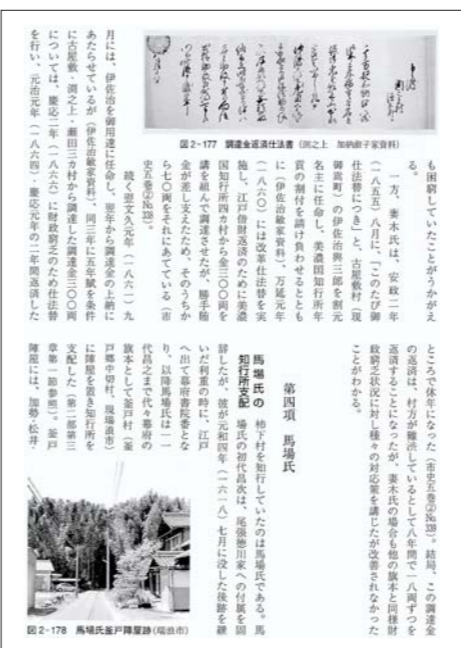 図2-177 調達金返済仕法書(渕之上 加納㐂子家資料)
も困窮していたことがうかがえ
る。
一方、妻木氏は、安政二年
(一八五五)八月に、「このたび御
仕法替につき」と、古屋敷村(現
御嵩町)の伊佐治與三郎を割元
名主に任命し、美濃国知行所年
貢の割付を請け負わせるととも
に(伊佐治敏家資料)、万延元年
(一八六〇)には改革仕法替を実
施し、江戸借財返済のために美濃
国知行所四カ村から金三〇〇両を
講を組んで調達させたが、勝手賄
金が差し支えたため、そのうちか
ら七〇両をそれにあてている(市
史五巻②№338)。
続く翌文久元年(一八六一)九
月には、伊佐治を御用達に任命し、翌年から調達金の上納に
あたらせているが(伊佐治敏家資料)、同三年に五年賦を条件
に古屋敷・渕之上・瀬田三カ村から調達した調達金三〇〇両
については、慶応二年(一八六六)に財政窮乏のため仕法替
を行い、元治元年(一八六四)、慶応元年の二年間返済した
ところで休年になった(市史五巻②№339)。結局、この調達金
の返済は、村方が難渋しているとして八年間で一八両ずつを
返済することになったが、妻木氏の場合も他の旗本と同様財
政窮乏状況に対し種々の対応策を講じたが改善されなかった
ことがわかる。
第四項 馬場氏
馬場氏の
知行所支配
柿下村を知行していたのは馬場氏である。馬
場氏の初代昌次は、尾張徳川家への付属を固
辞したが、彼が元和四年(一六一八)七月に没した後跡を継
いだ利重の時に、江戸
へ出て幕府書院番とな
り、以降馬場氏は一一
代昌之まで代々幕府の
旗本として釜戸村(釜
戸郷中切村、現瑞浪市)
に陣屋を置き知行所を
支配した(第二部第三
章第一節参照)。釜戸
陣屋には、加勢・松井・
図2-178 馬場氏釜戸陣屋跡(瑞浪市)